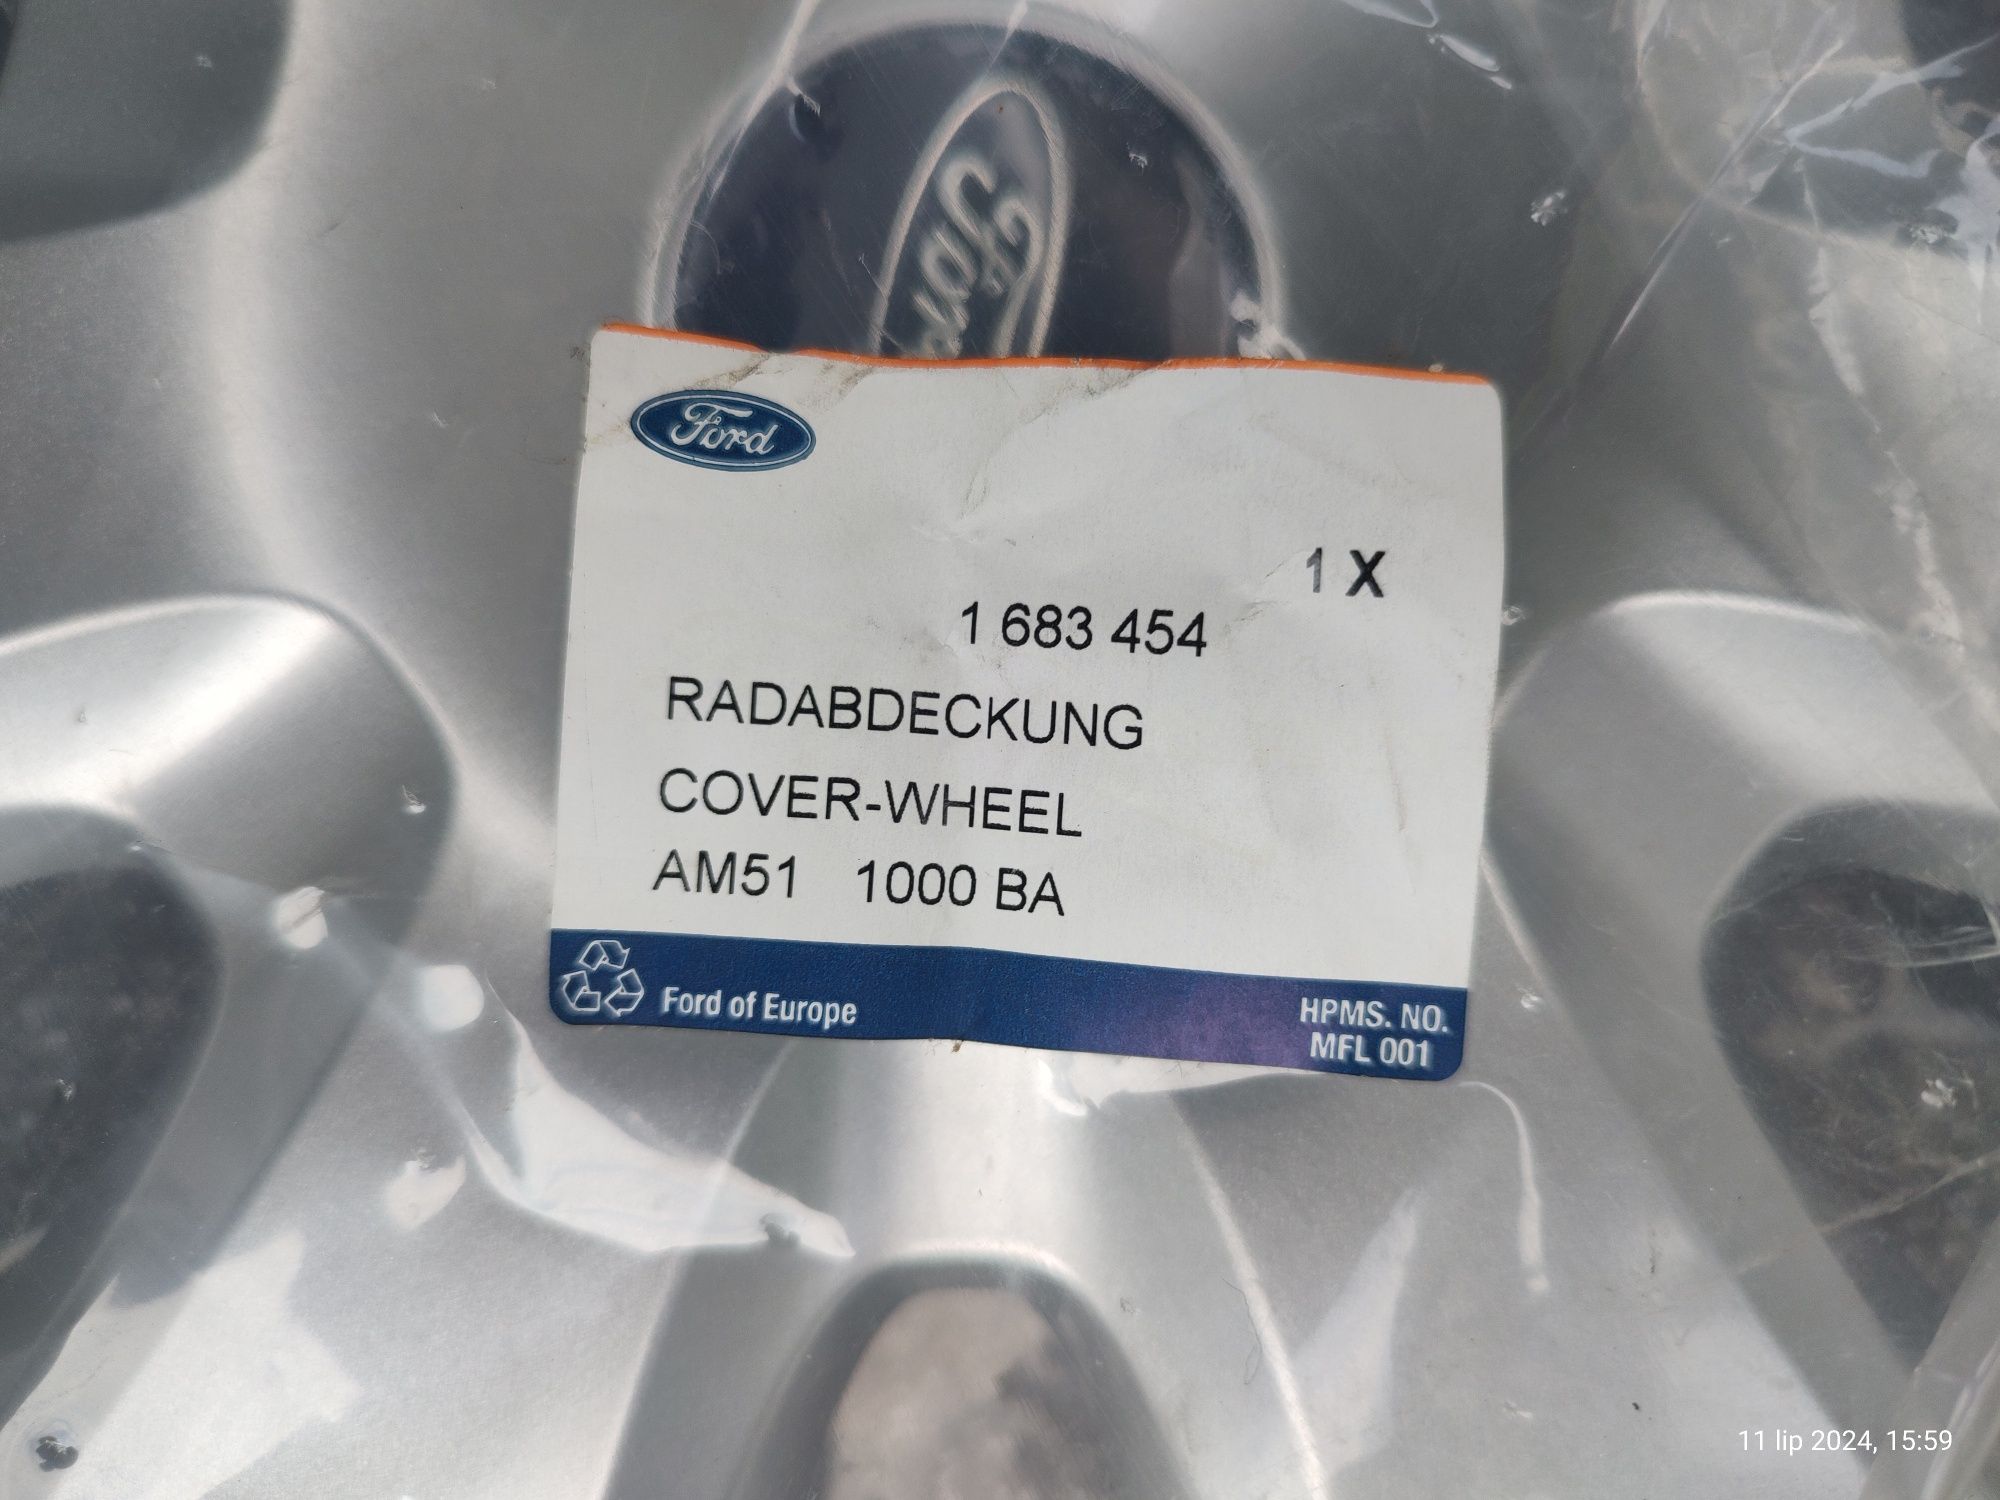 Ford
Ford
1 X
1 683 454
RADABDECKUNG
COVER-WHEEL
AM51 1000 BA
Ford of Europe
HPMS. NO.
MFL 001
11 lip 2024, 15:59